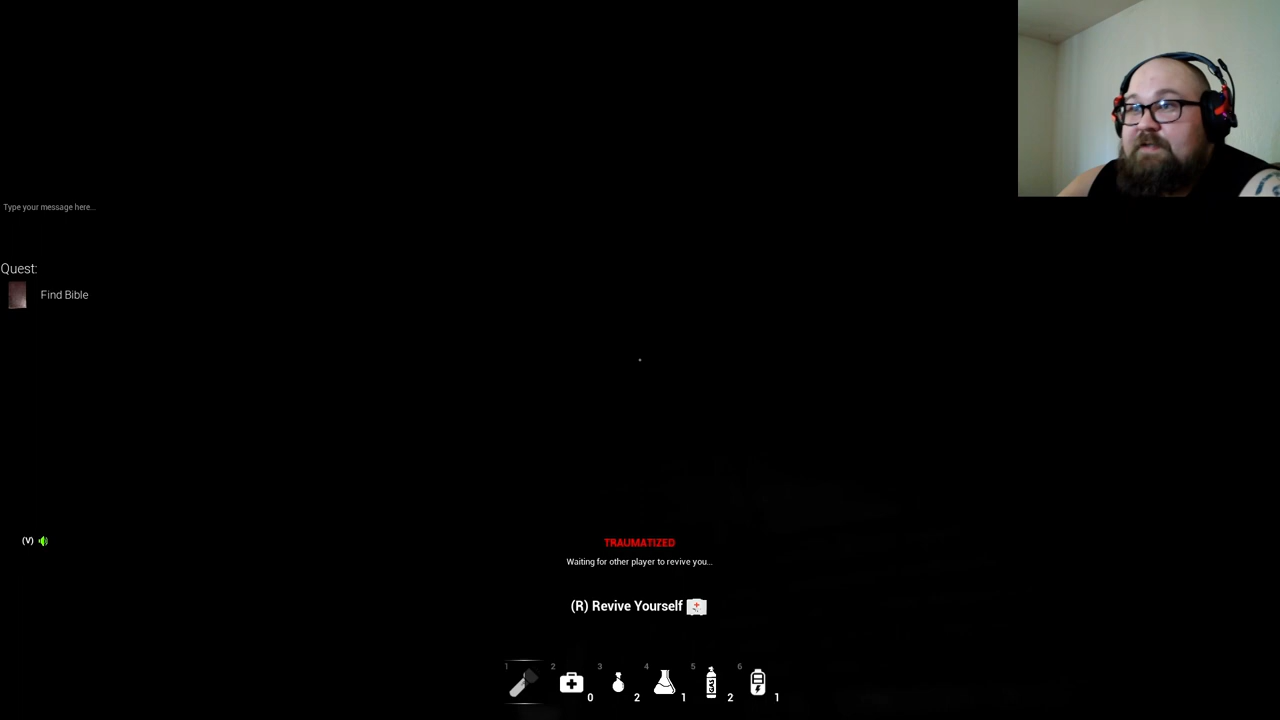 Type your message here...
Quest:
Find Bible
(V)
TRAUMATIZED
Waiting for other player to revive you...
(R) Revive Yourself
1 2 3 4 5 6
GAS
0 2 1 2 1